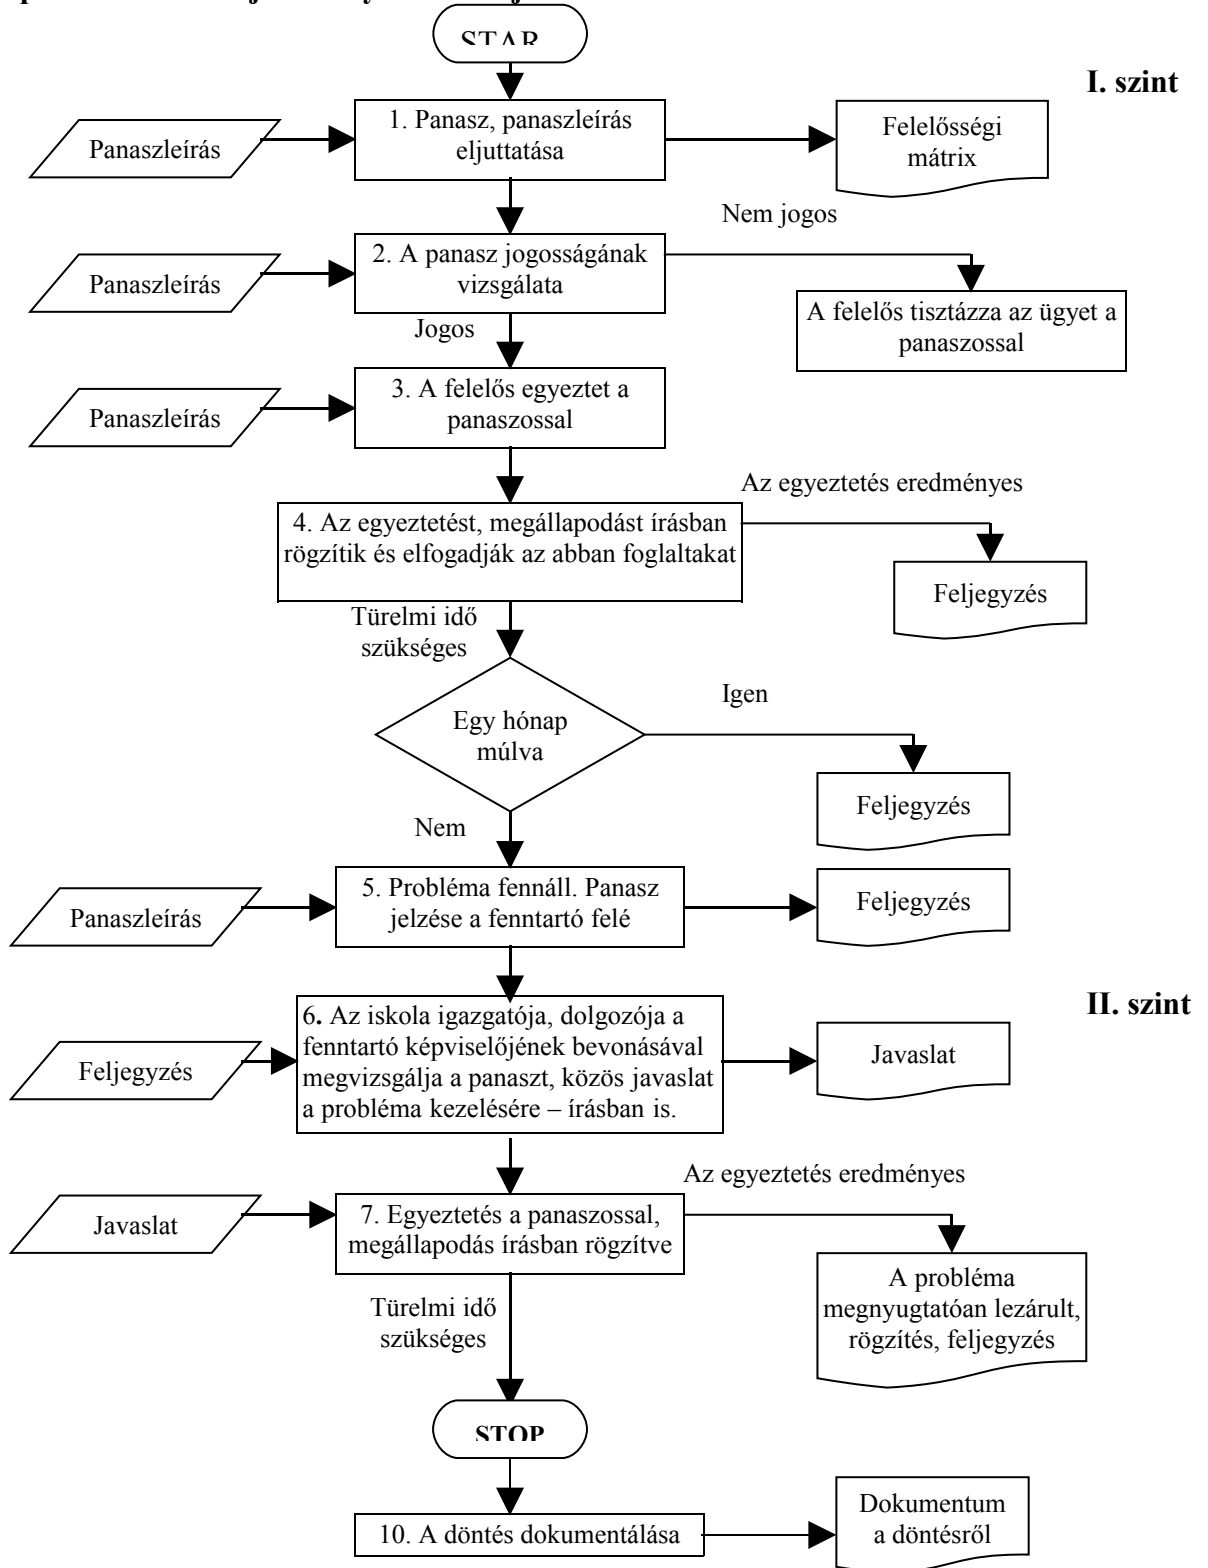 STAR
I. szint
Panaszleírás
1. Panasz, panaszleírás
eljuttatása
Felelősségi
mátrix
Nem jogos
Panaszleírás
2. A panasz jogosságának
vizsgálata
A felelős tisztázza az ügyet a
panaszossal
Jogos
Panaszleírás
3. A felelős egyeztet a
panaszossal
Az egyeztetés eredményes
4. Az egyeztetést, megállapodást írásban
rögzítik és elfogadják az abban foglaltakat
Feljegyzés
Türelmi idő
szükséges
Egy hónap
múlva
Igen
Feljegyzés
Nem
Panaszleírás
5. Probléma fennáll. Panasz
jelzése a fenntartó felé
Feljegyzés
II. szint
Feljegyzés
6. Az iskola igazgatója, dolgozója a
fenntartó képviselőjének bevonásával
megvizsgálja a panaszt, közös javaslat
a probléma kezelésére – írásban is.
Javaslat
Az egyeztetés eredményes
Javaslat
7. Egyeztetés a panaszossal,
megállapodás írásban rögzítve
A probléma
megnyugtatóan lezárult,
rögzítés, feljegyzés
Türelmi idő
szükséges
STOP
10. A döntés dokumentálása
Dokumentum
a döntésről